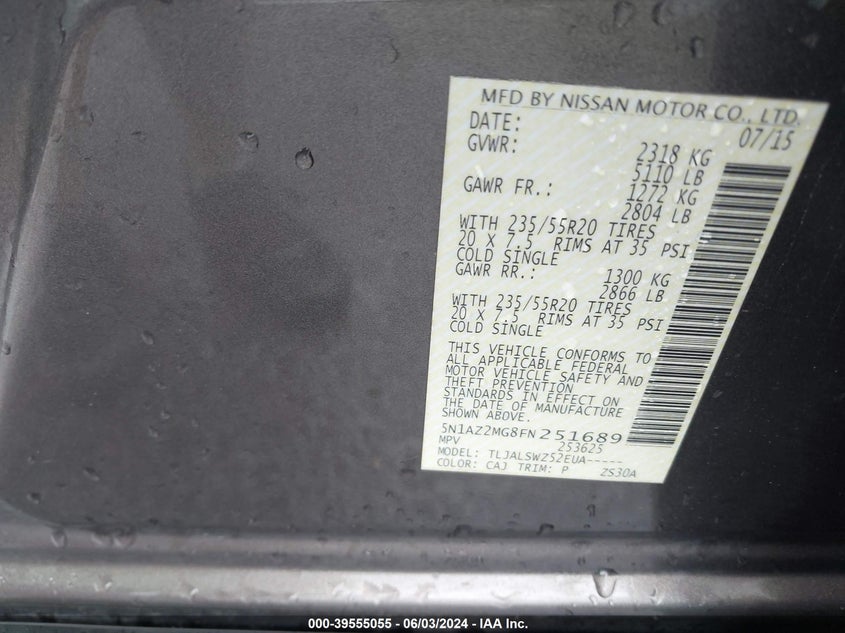 MFD BY NISSAN MOTOR CO., LTD.
DATE: 07/15
GVWR: 2318 KG
5110 LB
GAWR FR.: 1272 KG
2804 LB
WITH 235/55R20 TIRES
20 X 7.5 RIMS AT 35 PSI
COLD SINGLE
GAWR RR.: 1300 KG
2866 LB
WITH 235/55R20 TIRES
20 X 7.5 RIMS AT 35 PSI
COLD SINGLE
THIS VEHICLE CONFORMS TO
ALL APPLICABLE FEDERAL
MOTOR VEHICLE SAFETY AND
THEFT PREVENTION
STANDARDS IN EFFECT ON
THE DATE OF MANUFACTURE
SHOWN ABOVE.
5N1AZ2MG8FN251689
MPV 253625
MODEL: TLJALSWZ52EUA-----
COLOR: CAJ TRIM: P ZS30A
000-39555055 - 06/03/2024 - IAA Inc.